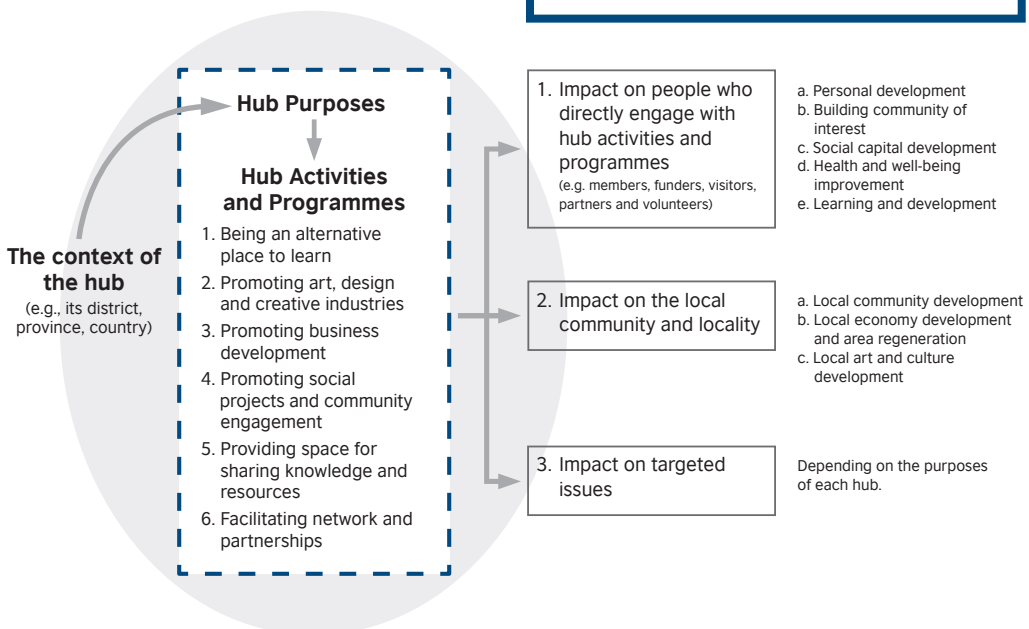 The context of
the hub
(e.g., its district,
province, country)
Hub Purposes
Hub Activities
and Programmes
1. Being an alternative
place to learn
2. Promoting art, design
and creative industries
3. Promoting business
development
4. Promoting social
projects and community
engagement
5. Providing space for
sharing knowledge and
resources
6. Facilitating network and
partnerships
1. Impact on people who
directly engage with
hub activities and
programmes
(e.g. members, funders, visitors,
partners and volunteers)
a. Personal development
b. Building community of
interest
c. Social capital development
d. Health and well-being
improvement
e. Learning and development
2. Impact on the local
community and locality
a. Local community development
b. Local economy development
and area regeneration
c. Local art and culture
development
3. Impact on targeted
issues
Depending on the purposes
of each hub.